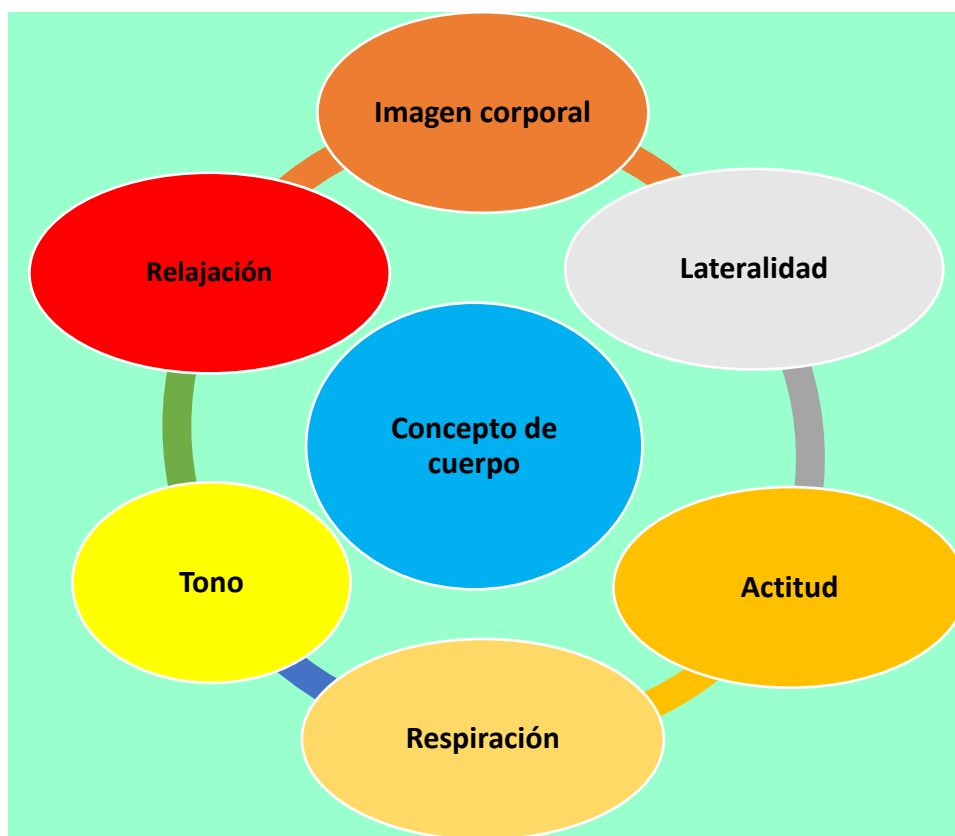 Imagen corporal
Relajación
Lateralidad
Concepto de
cuerpo
Tono
Actitud
Respiración